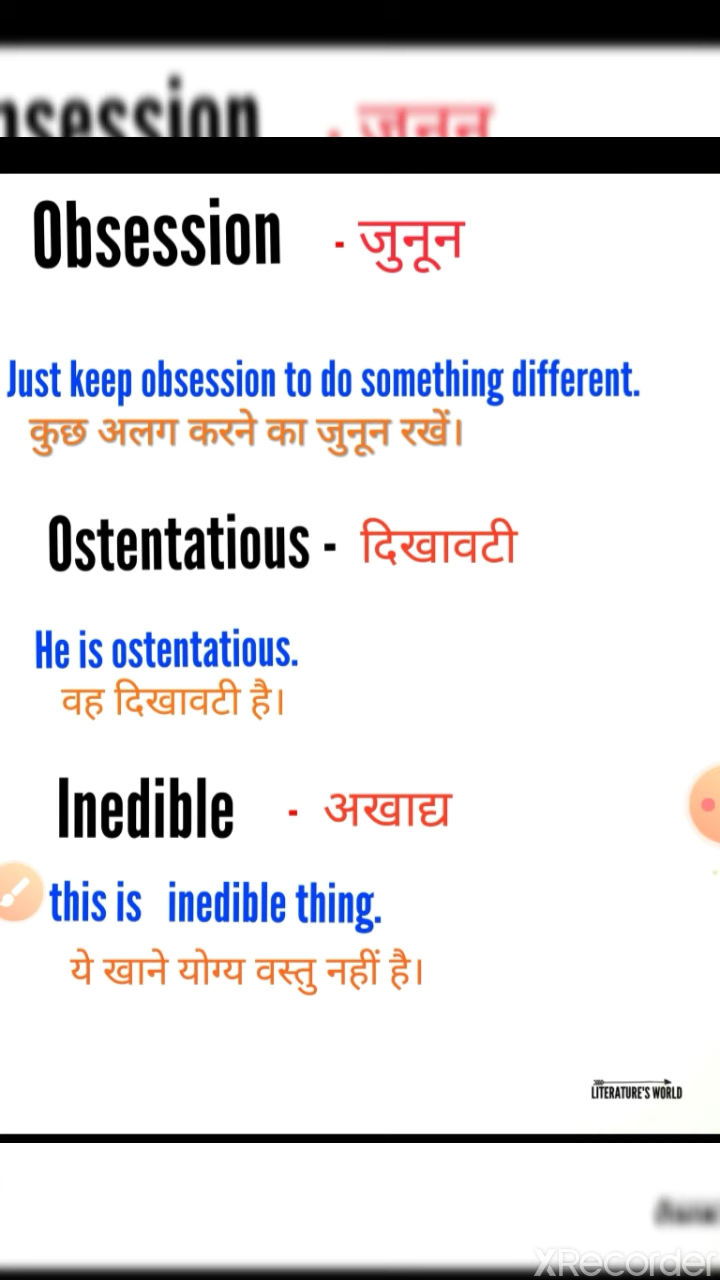 Obsession - जुनून
Just keep obsession to do something different.
कुछ अलग करने का जुनून रखें।
Ostentatious - दिखावटी
He is ostentatious.
वह दिखावटी है।
Inedible - अखाद्य
this is inedible thing.
ये खाने योग्य वस्तु नहीं है।
LITERATURE'S WORLD
XRecorder